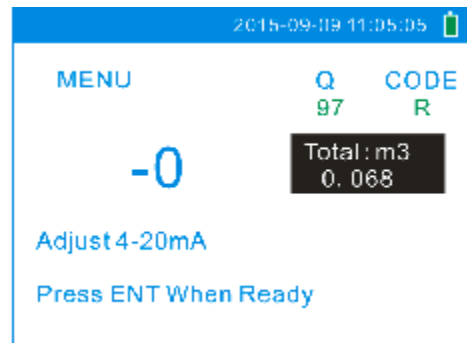 2015-09-09 11:05:05
MENU Q CODE
97 R
-0
Total:m3
0.068
Adjust 4-20mA
Press ENT When Ready